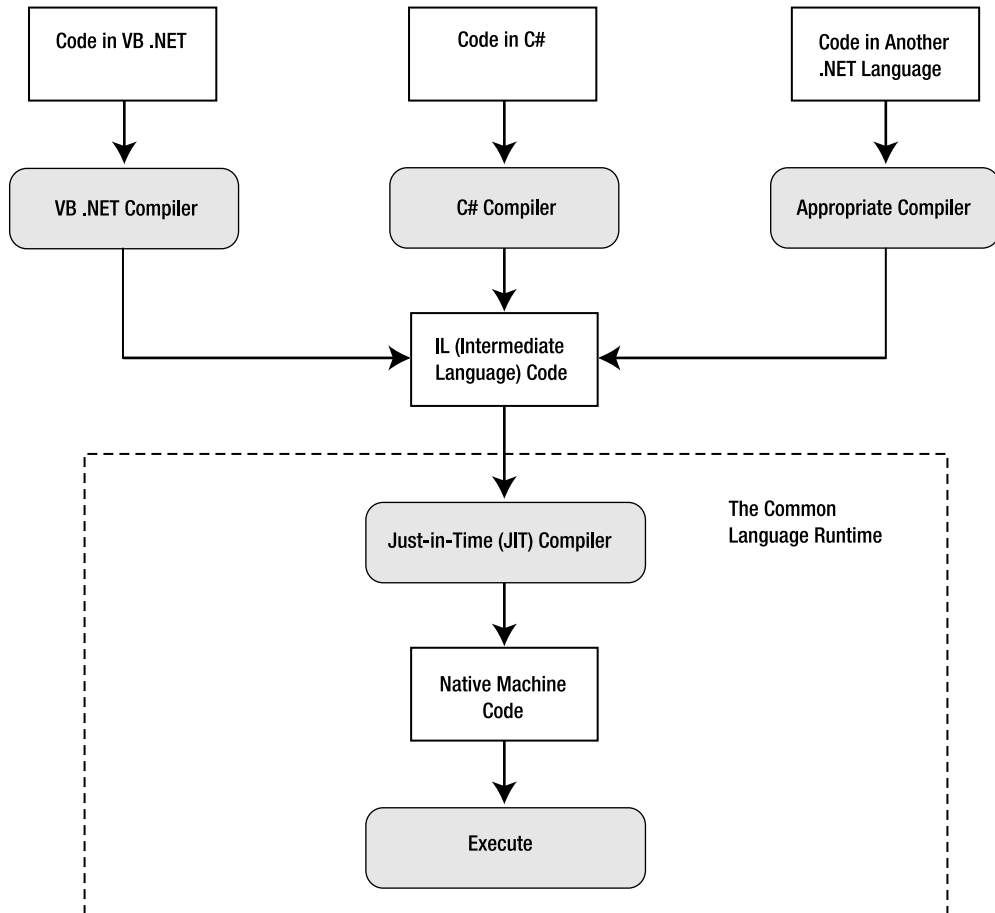 Code in VB .NET
Code in C#
Code in Another
.NET Language
VB .NET Compiler
C# Compiler
Appropriate Compiler
IL (Intermediate
Language) Code
Just-in-Time (JIT) Compiler
The Common
Language Runtime
Native Machine
Code
Execute